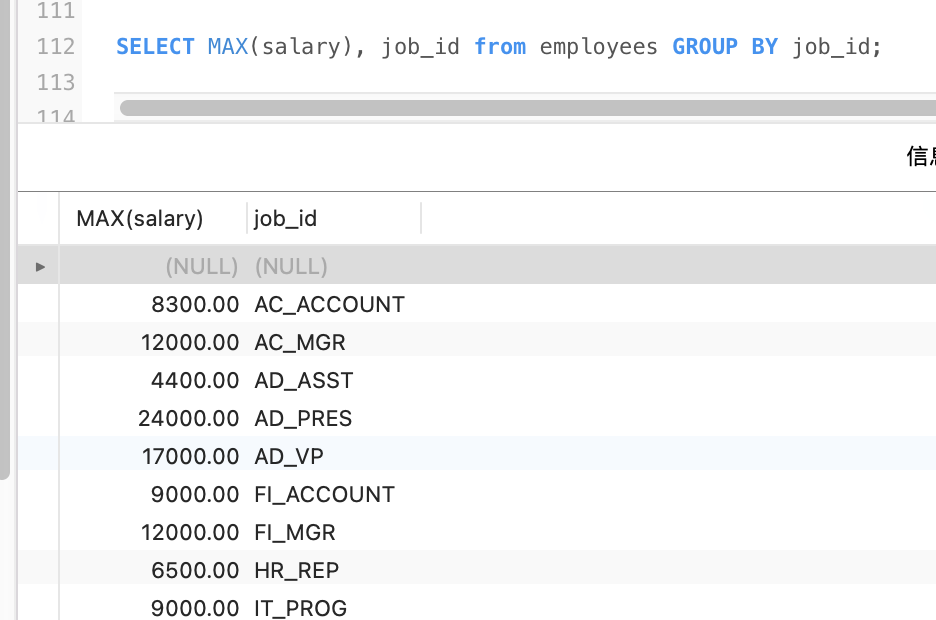 111
112 SELECT MAX(salary), job_id from employees GROUP BY job_id;
113
114
信息
MAX(salary) job_id
(NULL) (NULL)
8300.00 AC_ACCOUNT
12000.00 AC_MGR
4400.00 AD_ASST
24000.00 AD_PRES
17000.00 AD_VP
9000.00 FI_ACCOUNT
12000.00 FI_MGR
6500.00 HR_REP
9000.00 IT_PROG